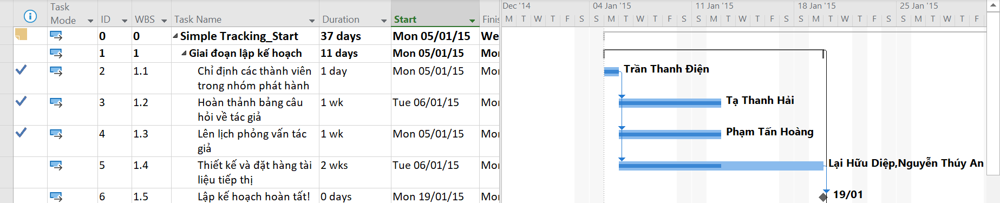 Task
Mode ID WBS Task Name Duration Start Finis
Dec '14 04 Jan '15 11 Jan '15 18 Jan '15 25 Jan '15
M T W T F S S M T W T F S S M T W T F S S M T W T F S S M T W T F
0 0 Simple Tracking_Start 37 days Mon 05/01/15 We
1 1 Giai đoạn lập kế hoạch 11 days Mon 05/01/15 Mor
2 1.1 Chỉ định các thành viên 1 day Mon 05/01/15 Mor
trong nhóm phát hành
Trần Thanh Điện
3 1.2 Hoàn thảnh bảng câu 1 wk Tue 06/01/15 Mor
hỏi về tác giả
Tạ Thanh Hải
4 1.3 Lên lịch phỏng vấn tác 1 wk Mon 05/01/15 Mor
giả
Phạm Tấn Hoàng
5 1.4 Thiết kế và đặt hàng tài 2 wks Tue 06/01/15 Mor
liệu tiếp thị
Lại Hữu Diệp,Nguyễn Thúy An
6 1.5 Lập kế hoạch hoàn tất! 0 days Mon 19/01/15 Mor
19/01